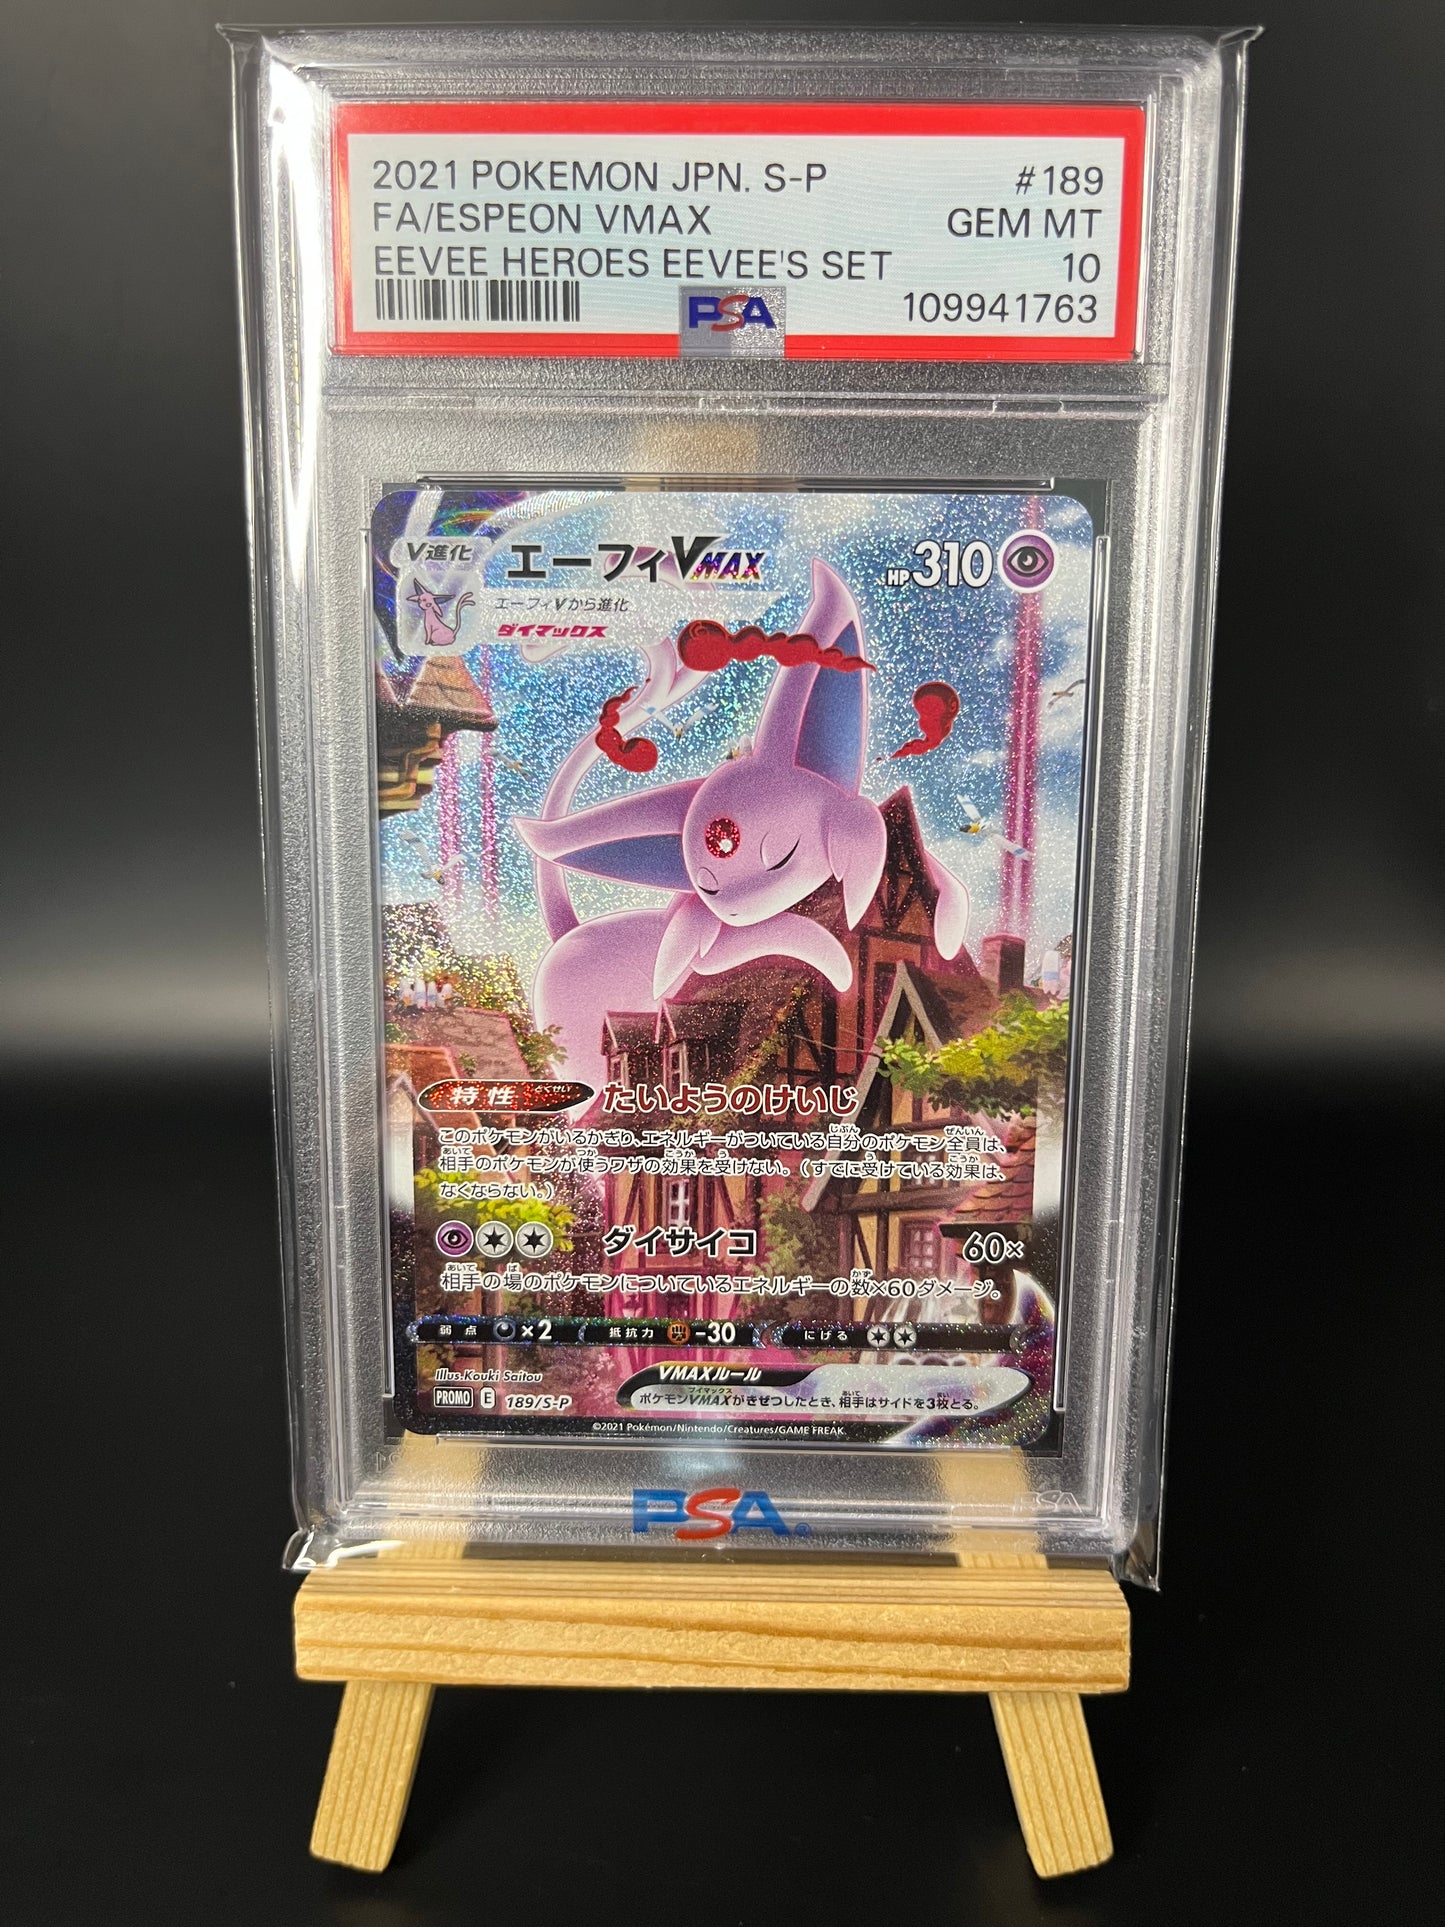 2021 POKEMON JPN. S-P #189
FA/ESPEON VMAX GEM MT
EEVEE HEROES EEVEE'S SET 10
PSA 109941763
V進化 エーフィVMAX HP310
エーフィVから進化
ダイマックス
特性 とくせい たいようのけいじ
このポケモンがいるかぎり、エネルギーがついている自分のポケモン全員は、
相手のポケモンが使うワザの効果を受けない。(すでに受けている効果は、
なくならない。)
ダイサイコ 60×
相手の場のポケモンについているエネルギーの数×60ダメージ。
弱点 ×2 抵抗力 -30 にげる
Illus.Kouki Saitou VMAXルール
PROMO E 189/S-P ポケモンVMAXがきぜつしたとき、相手はサイドを3枚とる。
©2021 Pokémon/Nintendo/Creatures/GAME FREAK
PSA
PSA